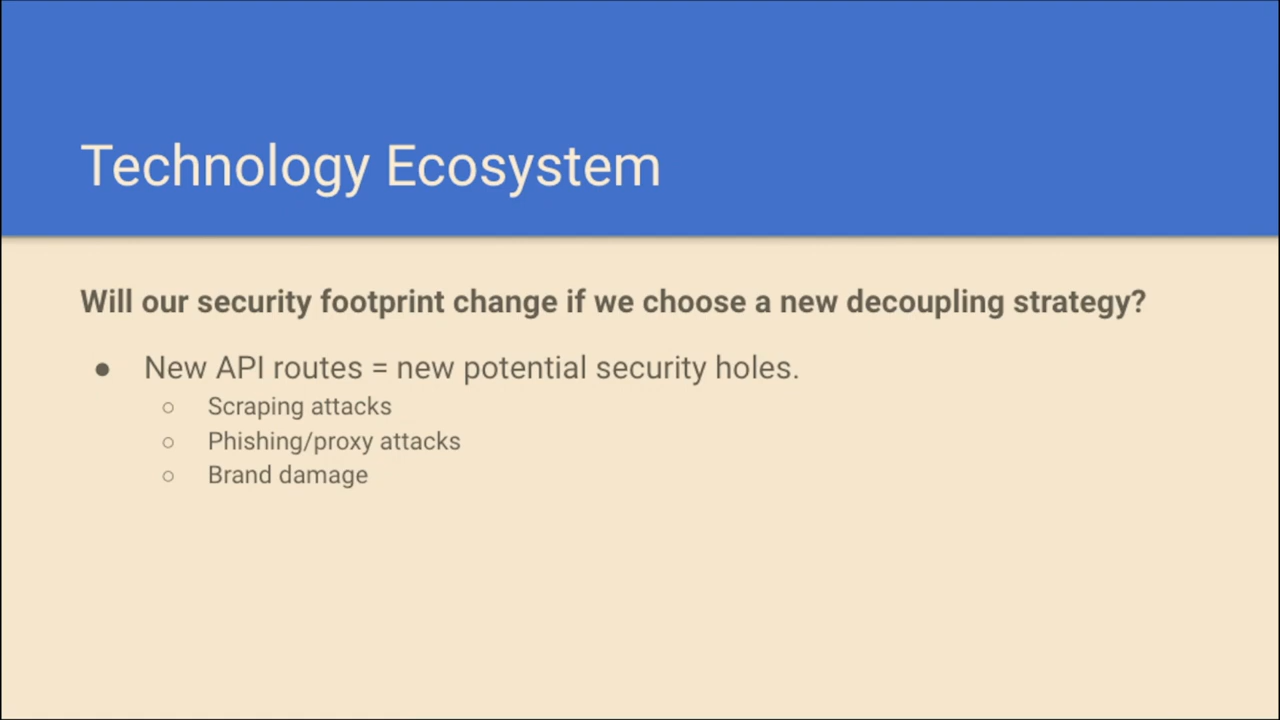 Technology Ecosystem
Will our security footprint change if we choose a new decoupling strategy?
● New API routes = new potential security holes.
○ Scraping attacks
○ Phishing/proxy attacks
○ Brand damage